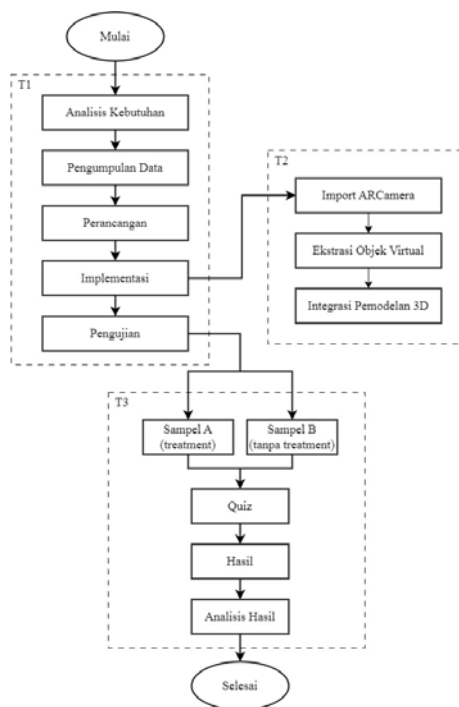 Mulai
T1
Analisis Kebutuhan
Pengumpulan Data
Perancangan
Implementasi
Pengujian
T2
Import ARCamera
Ekstrasi Objek Virtual
Integrasi Pemodelan 3D
T3
Sampel A
(treatment)
Sampel B
(tanpa treatment)
Quiz
Hasil
Analisis Hasil
Selesai